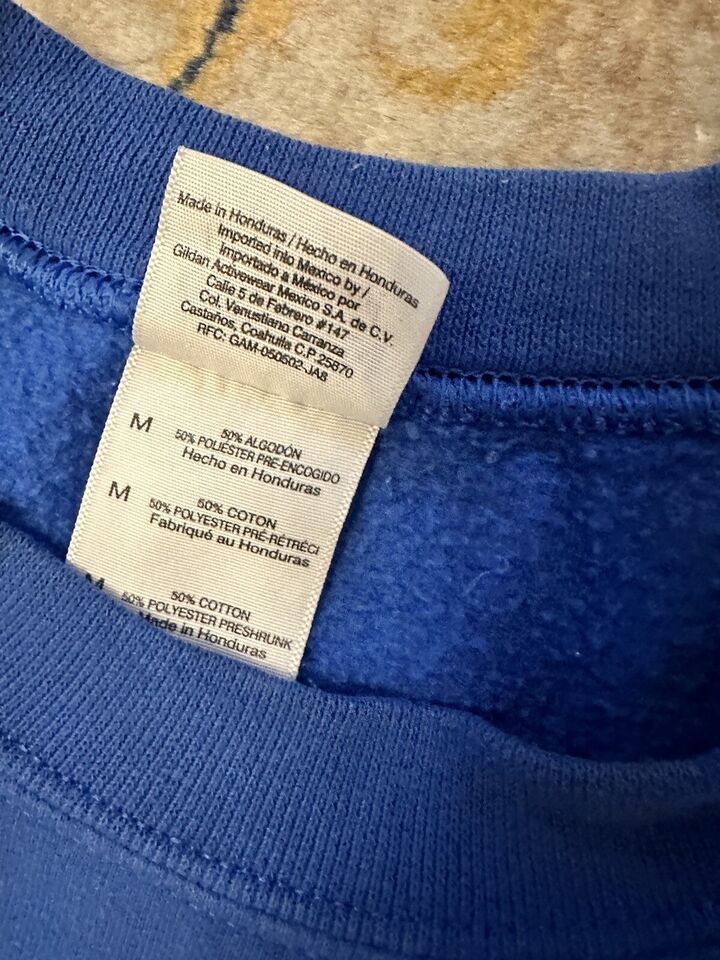 Made in Honduras / Hecho en Honduras
Imported into Mexico by /
Importado a México por
Gildan Activewear Mexico S.A. de C.V.
Calle 5 de Febrero #147
Col. Venustiano Carranza
Castaños, Coahuila C.P. 25870
RFC: GAM-050502-JA8
M
50% ALGODÓN
50% POLIÉSTER PRE-ENCOGIDO
Hecho en Honduras
M
50% COTON
50% POLYESTER PRÉ-RÉTRÉCI
Fabriqué au Honduras
M
50% COTTON
50% POLYESTER PRESHRUNK
Made in Honduras